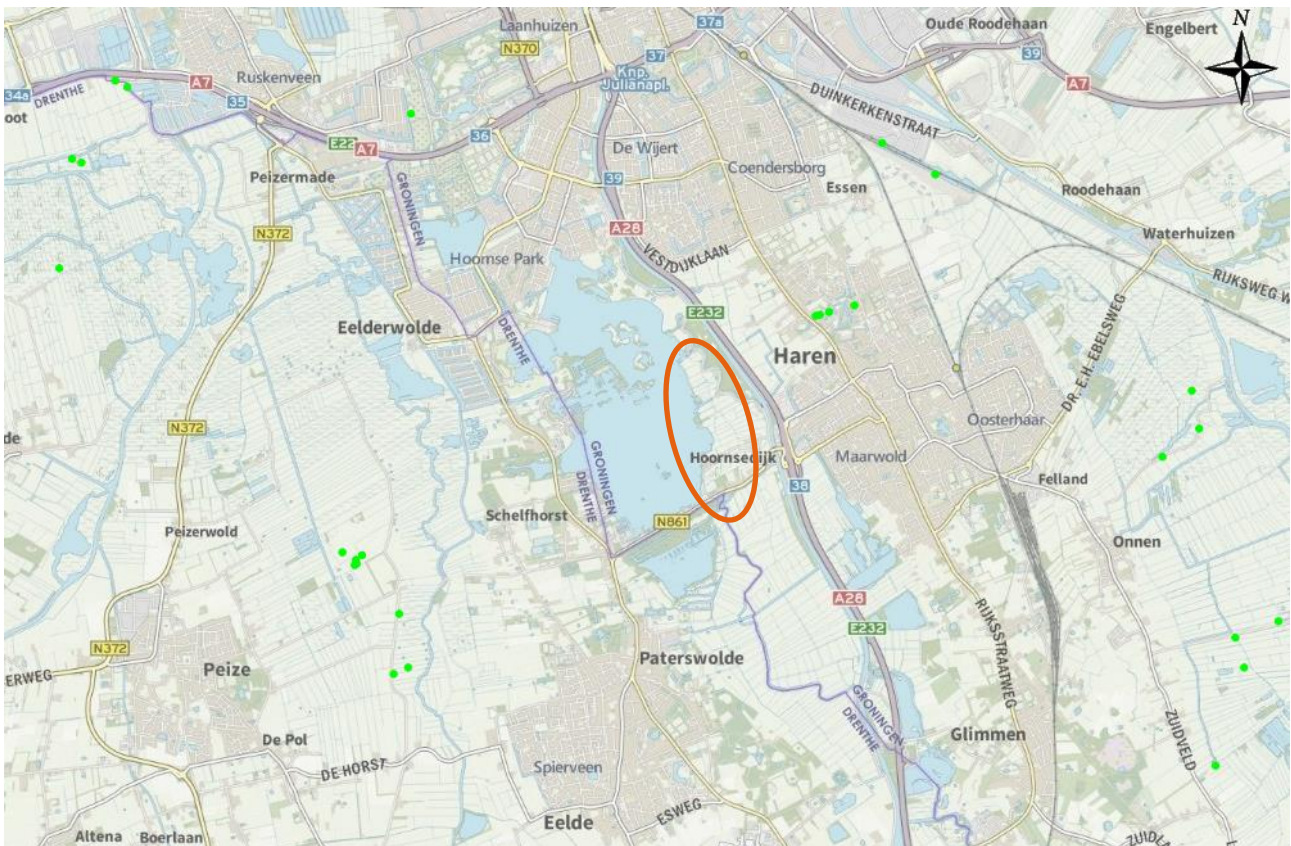 37a
Oude Roodehaan
Engelbert
N
Laanhuizen
N370
37
39
Knp.
Julianapl.
34a
DRENTHE
A7
Ruskenveen
35
A7
DUINKERKENSTRAAT
oot
E22
A7
36
De Wijert
Coendersborg
Peizermade
39
Essen
Roodehaan
GRONINGEN
N372
A28
VESTDIJKLAAN
Waterhuizen
Hoornse Park
RIJKSWEG W
E232
Eelderwolde
DRENTHE
Haren
DR. E.H. EBELSWEG
N372
de
Oosterhaar
GRONINGEN
DRENTHE
Hoornsedijk
Maarwold
38
Felland
Schelfhorst
N861
Peizerwold
Onnen
A28
E232
RIJKSSTRAATWEG
N372
ERWEG
Peize
Paterswolde
GRONINGEN
DRENTHE
ZUIDVELD
De Pol
Glimmen
DE HORST
Spierveen
ESWEG
Eelde
Altena
Boerlaan
ZUIDLA